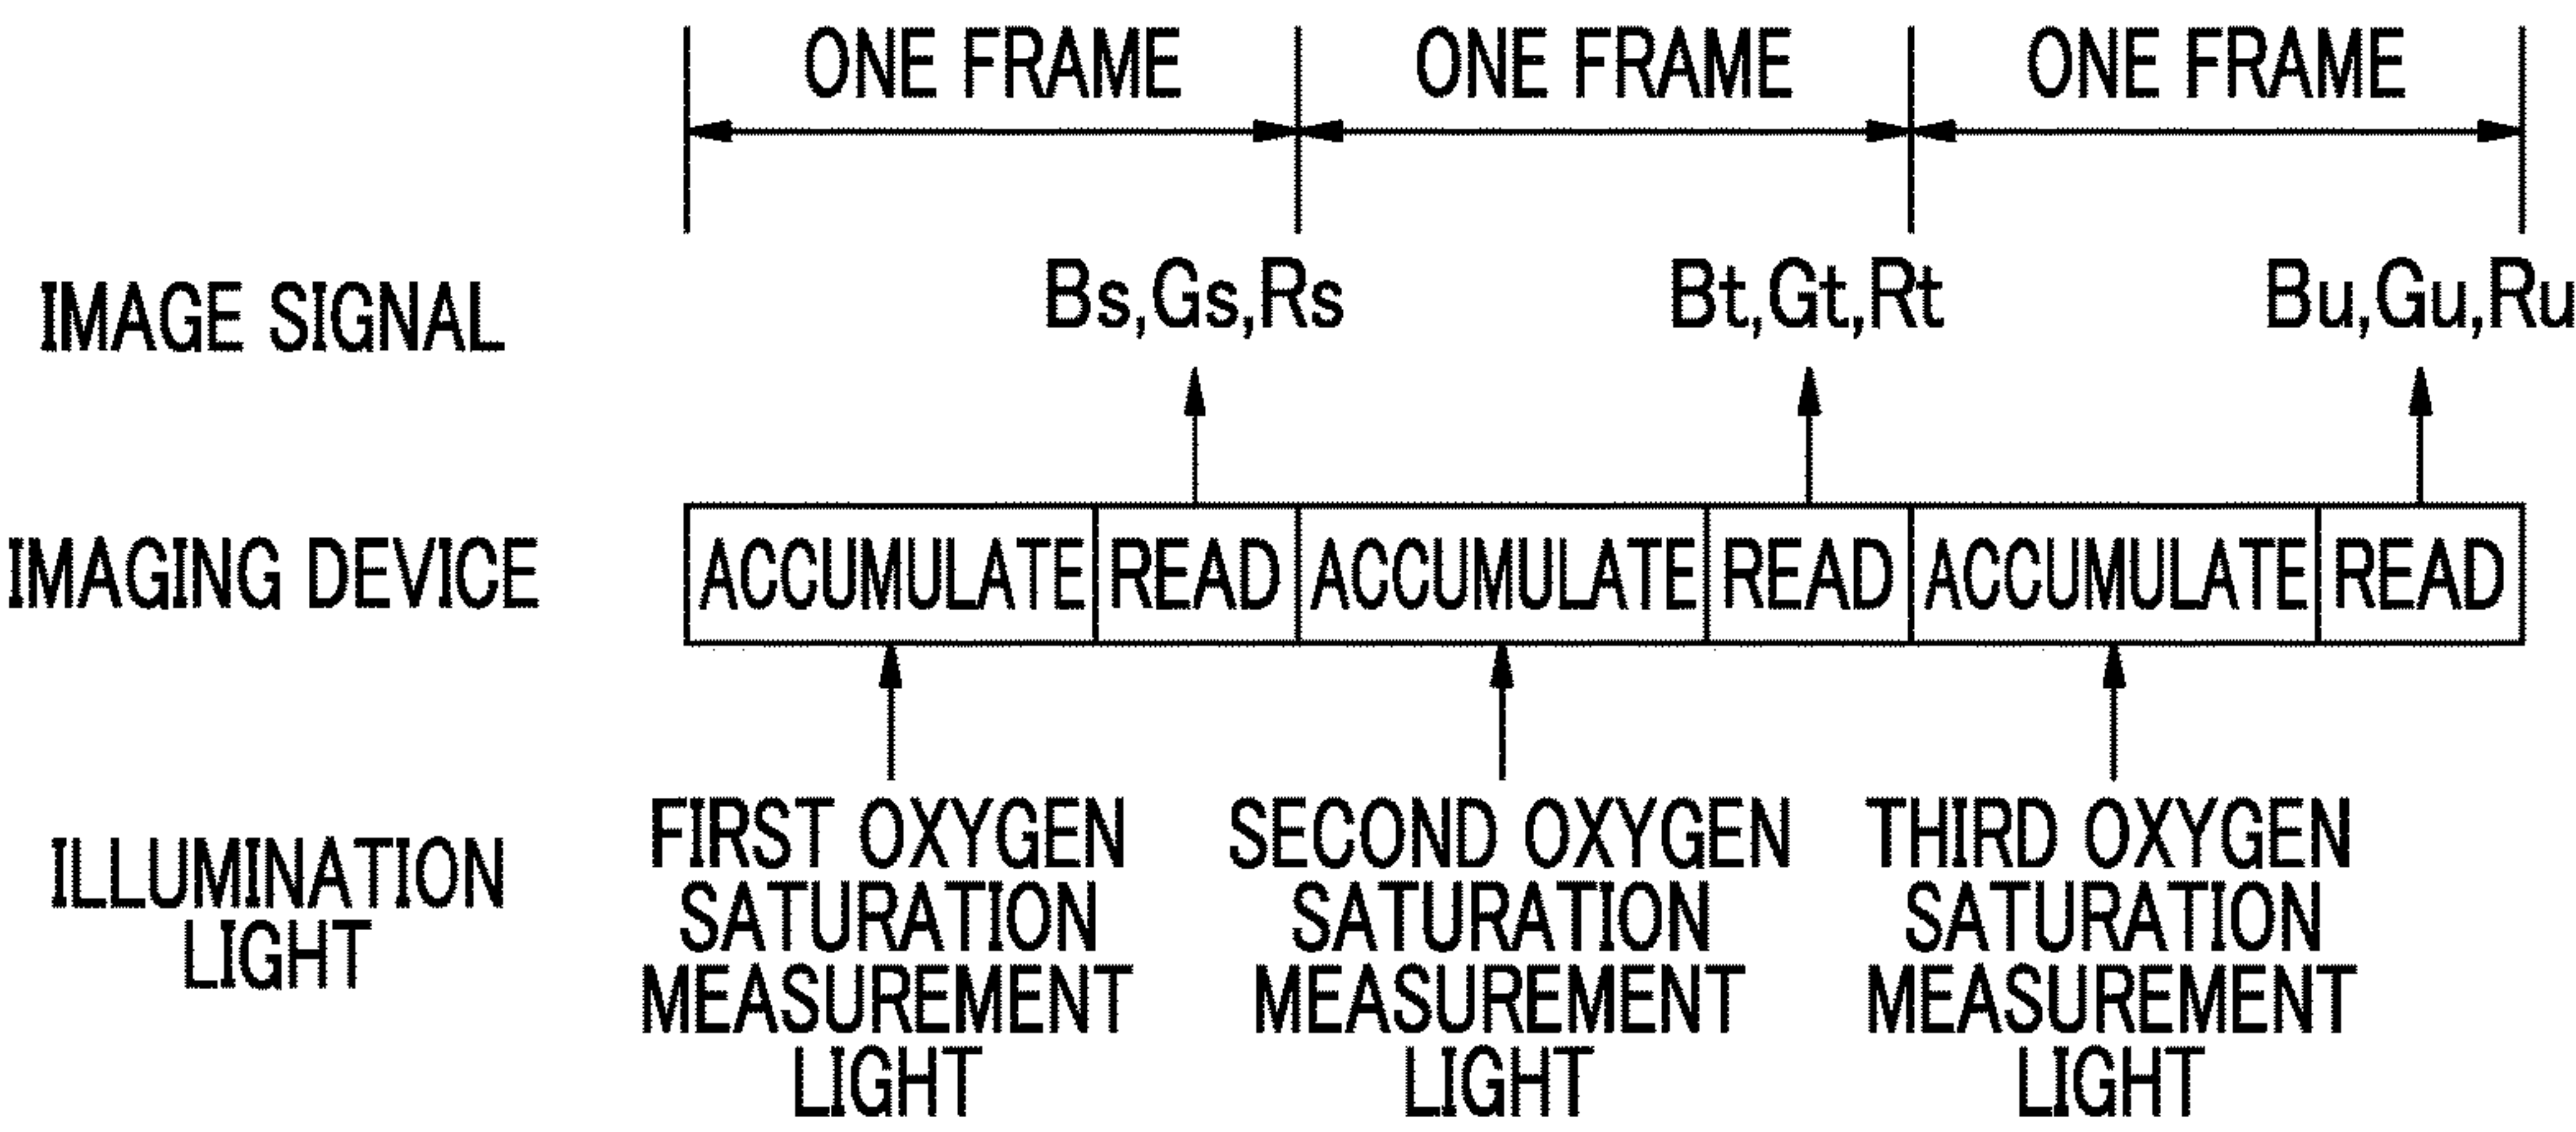 ONE FRAME ONE FRAME ONE FRAME
IMAGE SIGNAL Bs,Gs,Rs Bt,Gt,Rt Bu,Gu,Ru
IMAGING DEVICE ACCUMULATE READ ACCUMULATE READ ACCUMULATE READ
ILLUMINATION
LIGHT
FIRST OXYGEN
SATURATION
MEASUREMENT
LIGHT
SECOND OXYGEN
SATURATION
MEASUREMENT
LIGHT
THIRD OXYGEN
SATURATION
MEASUREMENT
LIGHT